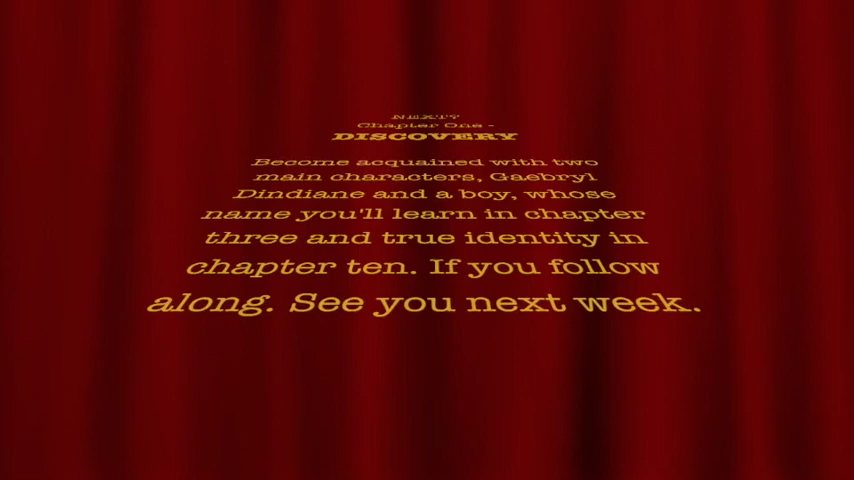 NEXT?
Chapter One -
DISCOVERY
Become acquained with two
main characters, Gaebryl
Dindiane and a boy, whose
name you'll learn in chapter
three and true identity in
chapter ten. If you follow
along. See you next week.